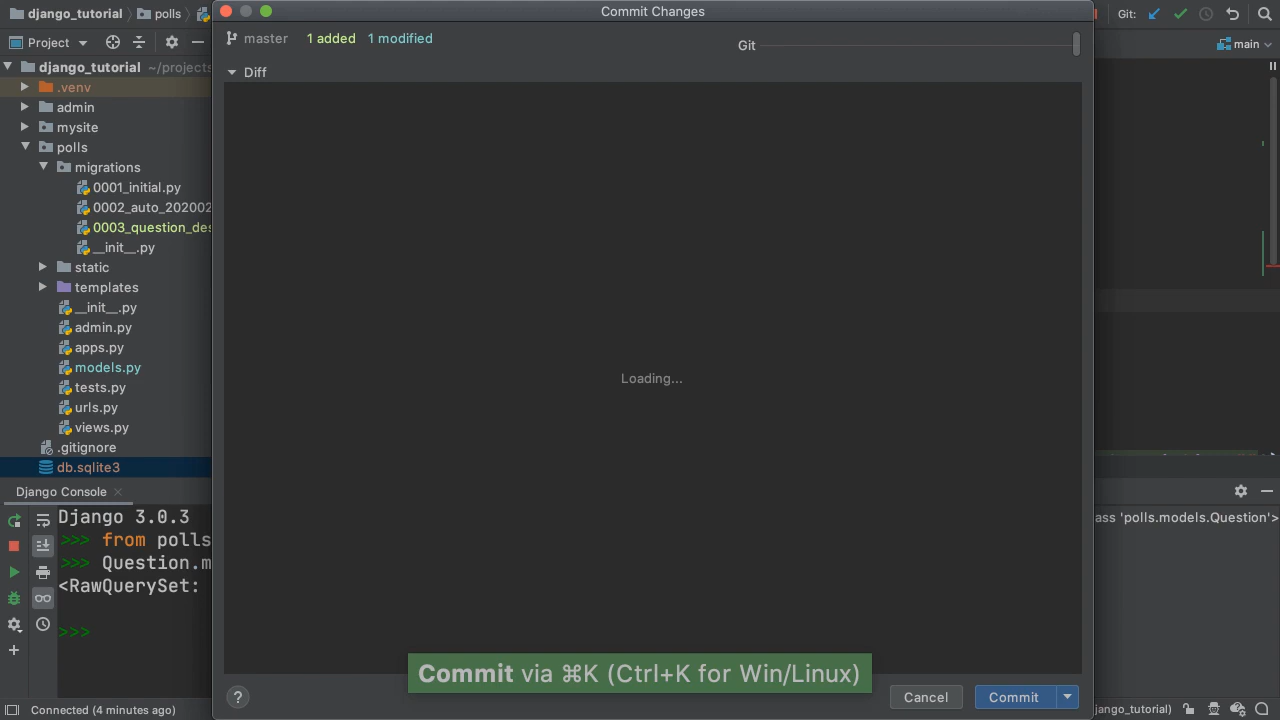 django_tutorial
polls
Commit Changes
Git:
Project
master
1 added
1 modified
Git
main
django_tutorial ~/projects
Diff
.venv
admin
mysite
polls
migrations
0001_initial.py
0002_auto_202002
0003_question_des
__init__.py
static
templates
__init__.py
admin.py
apps.py
models.py
tests.py
urls.py
views.py
.gitignore
db.sqlite3
Loading...
Django Console
Django 3.0.3
>>> from polls
>>> Question.m
<RawQuerySet:
>>>
ass 'polls.models.Question'>
Commit via ⌘K (Ctrl+K for Win/Linux)
?
Cancel
Commit
Connected (4 minutes ago)
jango_tutorial)